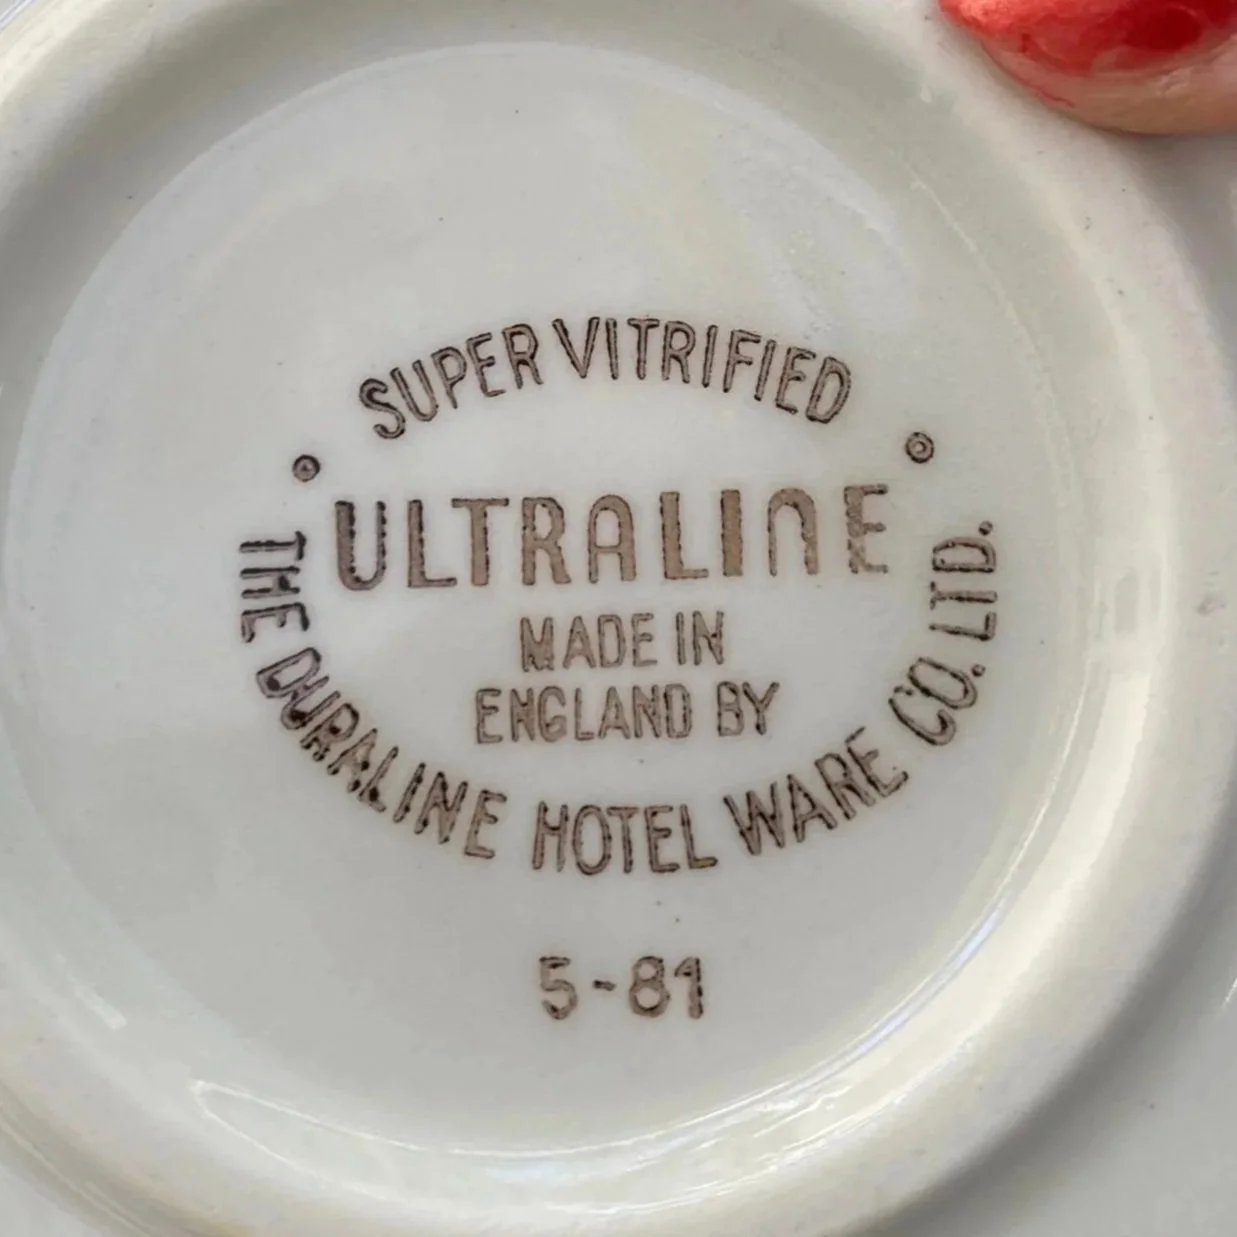 SUPER VITRIFIED
ULTRALINE
MADE IN
ENGLAND BY
THE DURALINE HOTEL WARE CO. LTD.
5-81